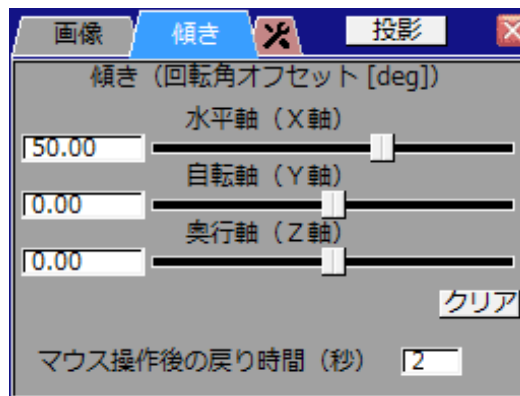 画像 傾き 投影
傾き（回転角オフセット [deg]）
水平軸（X軸）
50.00
自転軸（Y軸）
0.00
奥行軸（Z軸）
0.00
クリア
マウス操作後の戻り時間（秒） 2